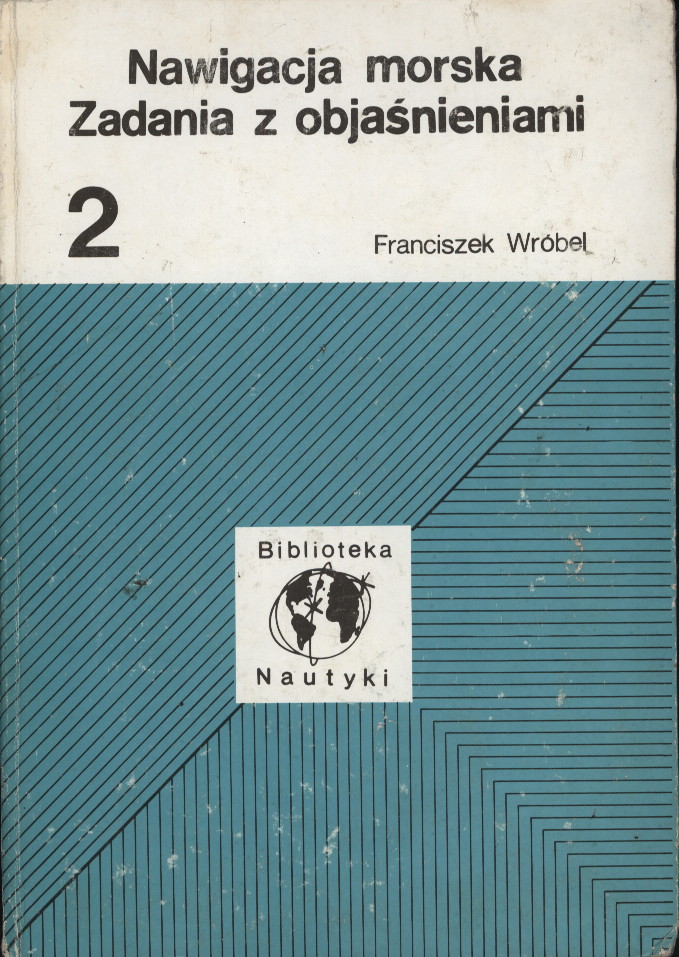 Nawigacja morska
Zadania z objaśnieniami
2
Franciszek Wróbel
Biblioteka
Nautyki